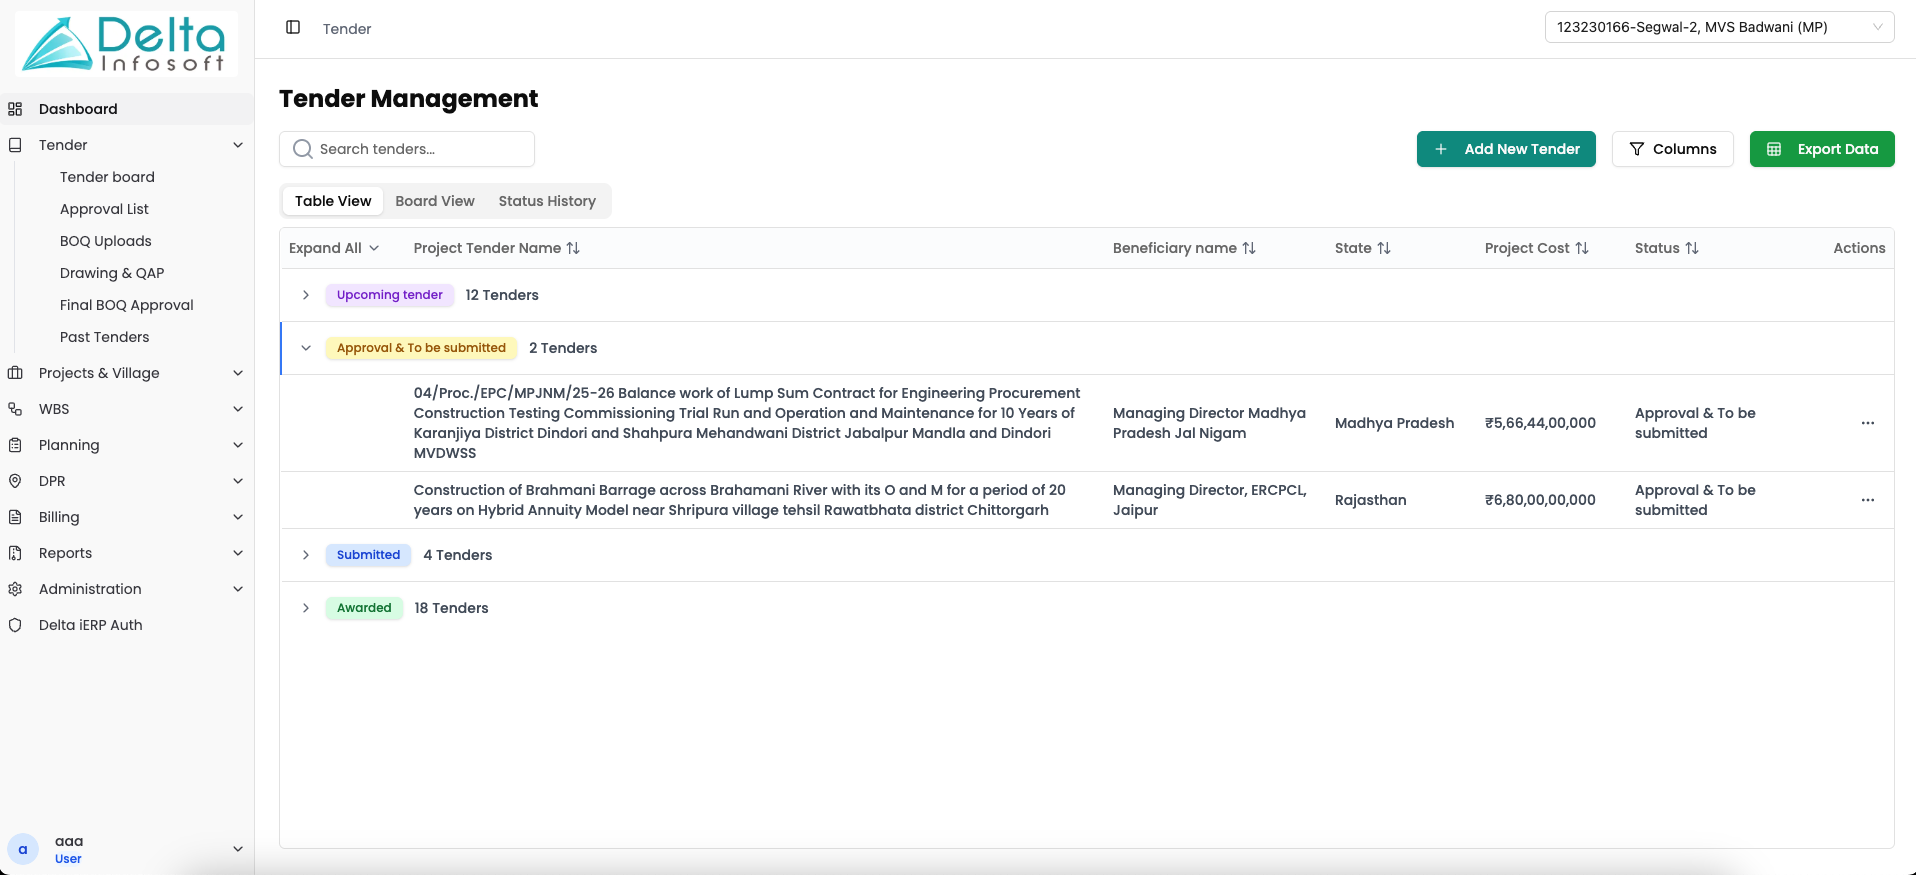 Delta
Infosoft
Tender
123230166-Segwal-2, MVS Badwani (MP)
Dashboard
Tender
Tender board
Approval List
BOQ Uploads
Drawing & QAP
Final BOQ Approval
Past Tenders
Projects & Village
WBS
Planning
DPR
Billing
Reports
Administration
Delta iERP Auth
a
aaa
User
Tender Management
Search tenders...
Add New Tender
Columns
Export Data
Table View
Board View
Status History
Expand All
Project Tender Name
Beneficiary name
State
Project Cost
Status
Actions
Upcoming tender
12 Tenders
Approval & To be submitted
2 Tenders
04/Proc./EPC/MPJNM/25-26 Balance work of Lump Sum Contract for Engineering Procurement
Construction Testing Commissioning Trial Run and Operation and Maintenance for 10 Years of
Karanjiya District Dindori and Shahpura Mehandwani District Jabalpur Mandla and Dindori
MVDWSS
Managing Director Madhya
Pradesh Jal Nigam
Madhya Pradesh
₹5,66,44,00,000
Approval & To be
submitted
Construction of Brahmani Barrage across Brahamani River with its O and M for a period of 20
years on Hybrid Annuity Model near Shripura village tehsil Rawatbhata district Chittorgarh
Managing Director, ERCPCL,
Jaipur
Rajasthan
₹6,80,00,00,000
Approval & To be
submitted
Submitted
4 Tenders
Awarded
18 Tenders